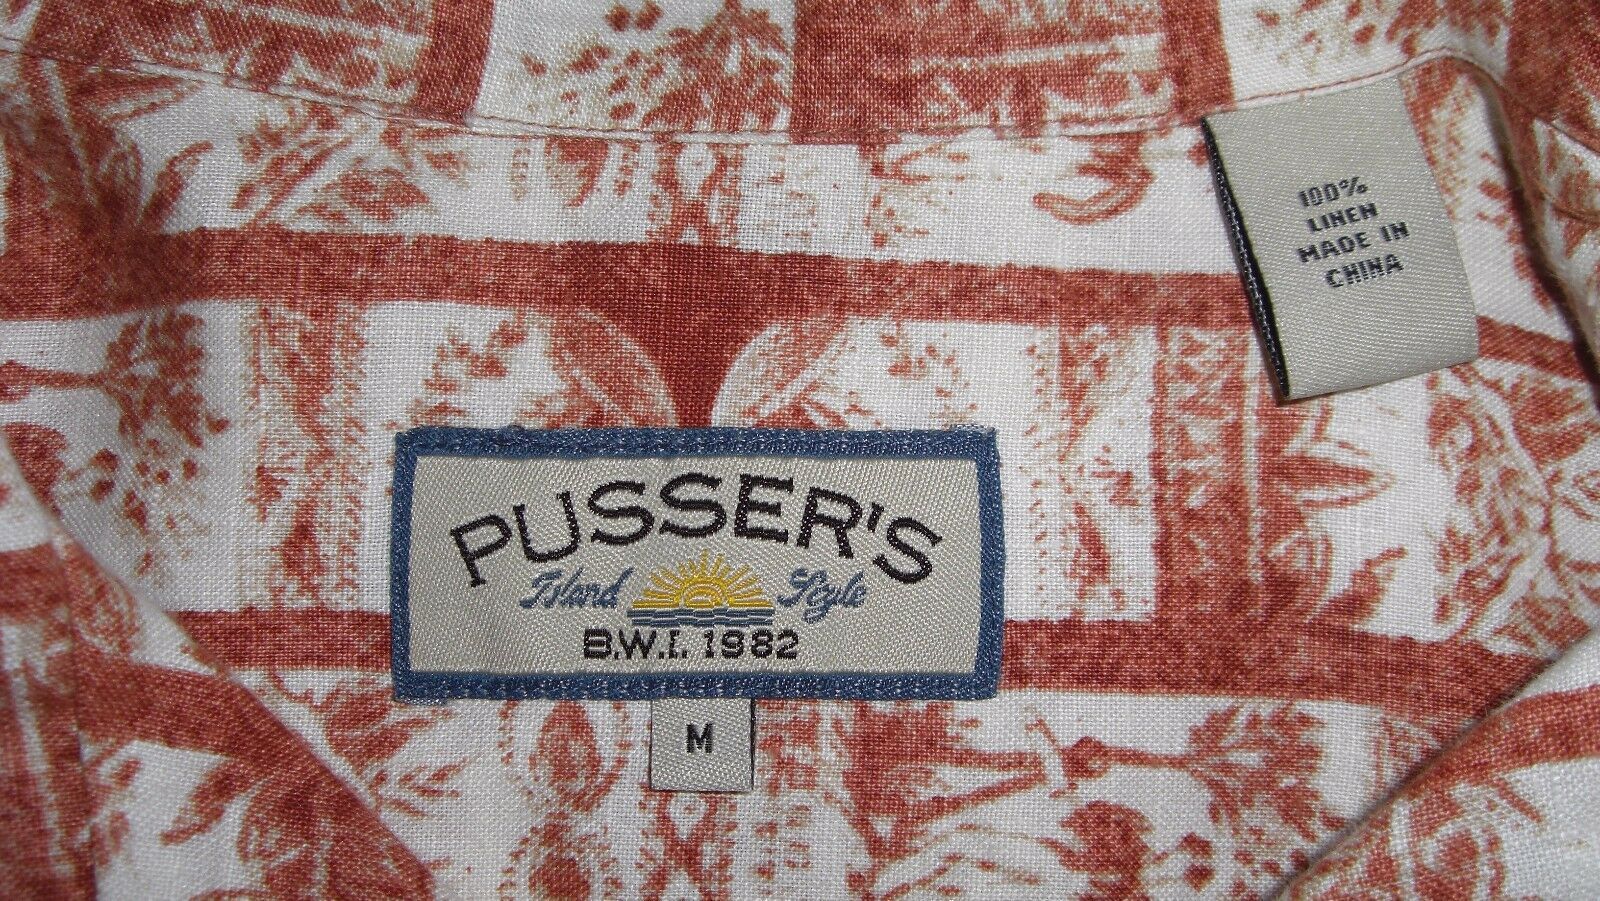 100%
LINEN
MADE IN
CHINA
PUSSER'S
Island Style
B.W.I. 1982
M